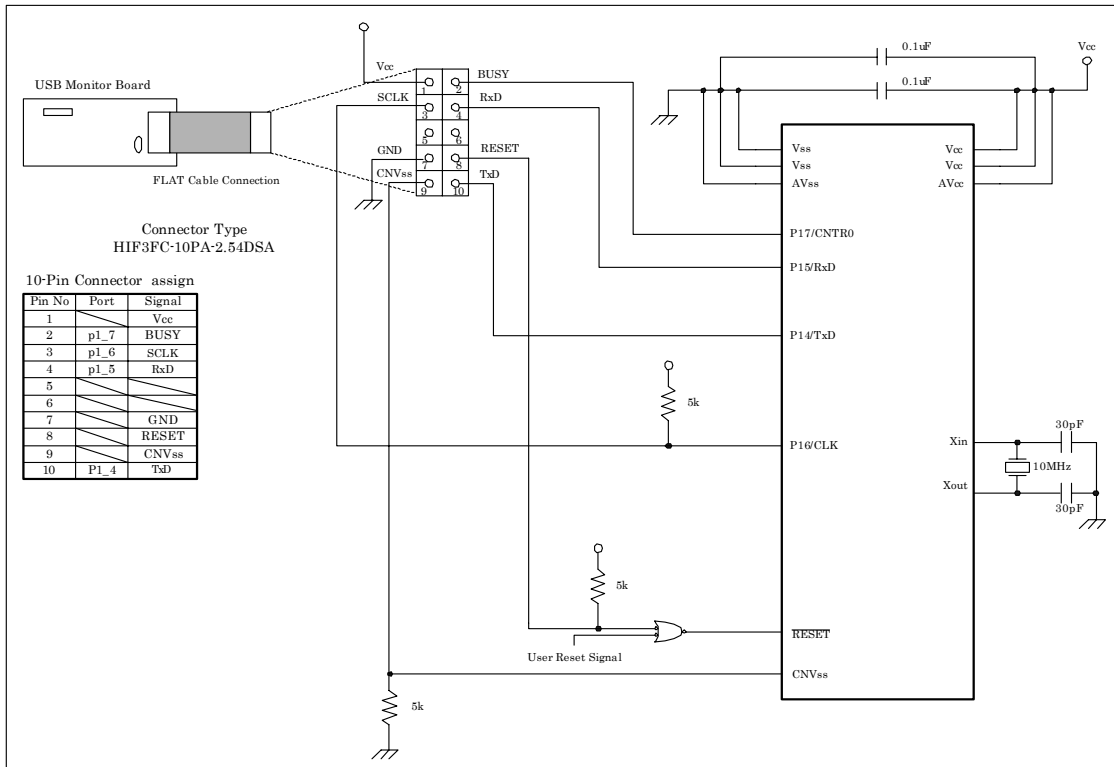 USB Monitor Board
FLAT Cable Connection
Connector Type
HIF3FC-10PA-2.54DSA
10-Pin Connector assign
Pin No Port Signal
1 Vcc
2 p1_7 BUSY
3 p1_6 SCLK
4 p1_5 RxD
5
6
7 GND
8 RESET
9 CNVss
10 P1_4 TxD
Vcc
BUSY
1 2
SCLK
RxD
3 4
5 6
GND
RESET
7 8
CNVss
TxD
9 10
0.1uF
Vcc
0.1uF
Vss
Vss
AVss
Vcc
Vcc
AVcc
P17/CNTR0
P15/RxD
P14/TxD
5k
P16/CLK
Xin
Xout
30pF
10MHz
30pF
5k
User Reset Signal
RESET
CNVss
5k